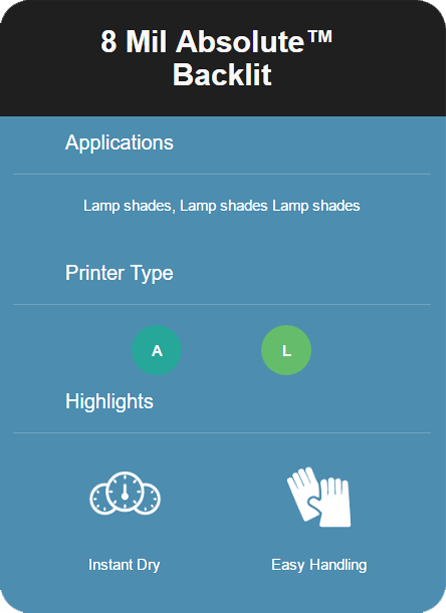 8 Mil Absolute™
Backlit
Applications
Lamp shades, Lamp shades Lamp shades
Printer Type
A L
Highlights
Instant Dry Easy Handling